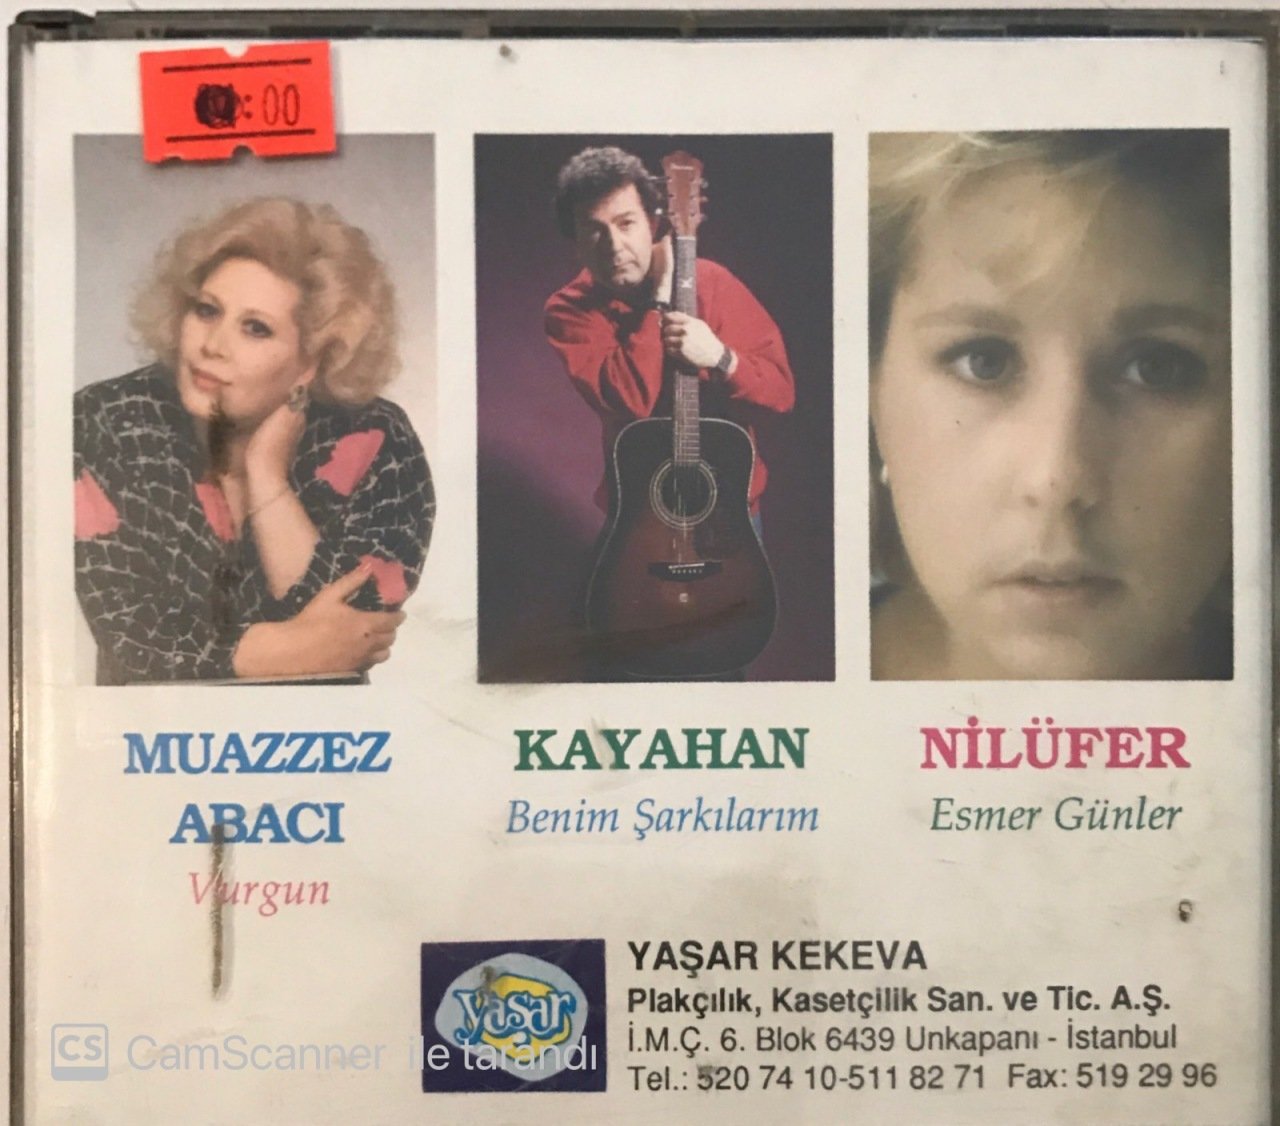 :00
MUAZZEZ
ABACI
Vurgun
KAYAHAN
Benim Şarkılarım
NİLÜFER
Esmer Günler
yaşar
YAŞAR KEKEVA
Plakçılık, Kasetçilik San. ve Tic. A.Ş.
İ.M.Ç. 6. Blok 6439 Unkapanı - İstanbul
Tel.: 520 74 10-511 82 71 Fax: 519 29 96
CS CamScanner ile tarandı